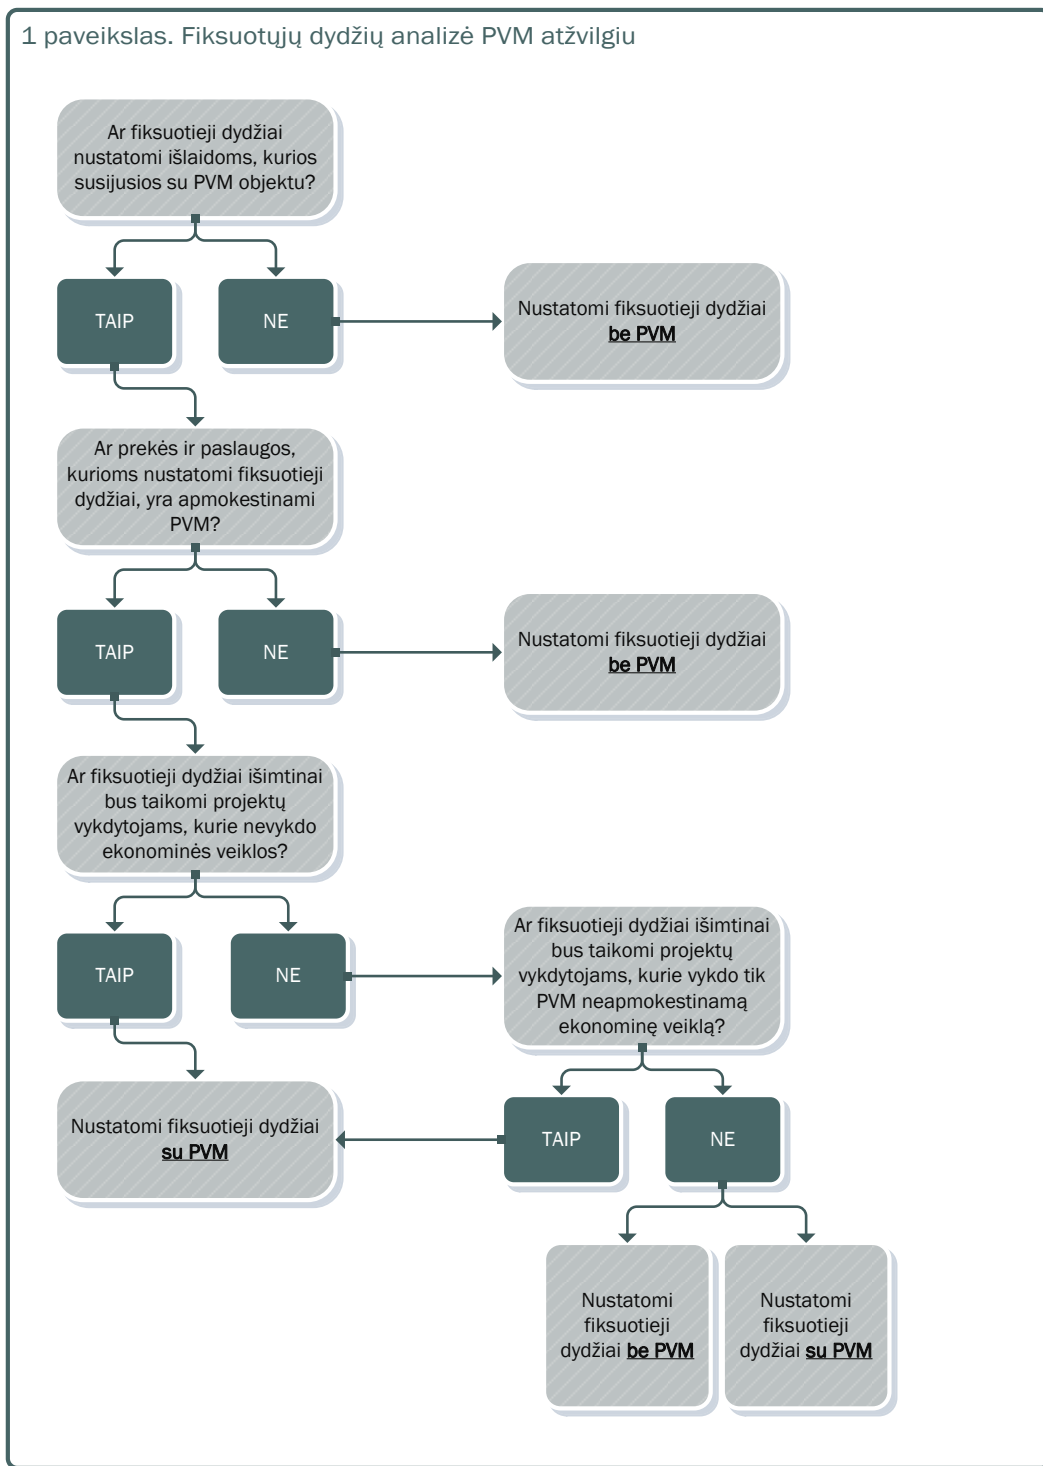 1 paveikslas. Fiksuotųjų dydžių analizė PVM atžvilgiu
Ar fiksuotieji dydžiai
nustatomi išlaidoms, kurios
susijusios su PVM objektu?
TAIP
NE
Nustatomi fiksuotieji dydžiai
be PVM
Ar prekės ir paslaugos,
kurioms nustatomi fiksuotieji
dydžiai, yra apmokestinami
PVM?
TAIP
NE
Nustatomi fiksuotieji dydžiai
be PVM
Ar fiksuotieji dydžiai išimtinai
bus taikomi projektų
vykdytojams, kurie nevykdo
ekonominės veiklos?
TAIP
NE
Ar fiksuotieji dydžiai išimtinai
bus taikomi projektų
vykdytojams, kurie vykdo tik
PVM neapmokestinamą
ekonominę veiklą?
Nustatomi fiksuotieji dydžiai
su PVM
TAIP
NE
Nustatomi
fiksuotieji
dydžiai be PVM
Nustatomi
fiksuotieji
dydžiai su PVM